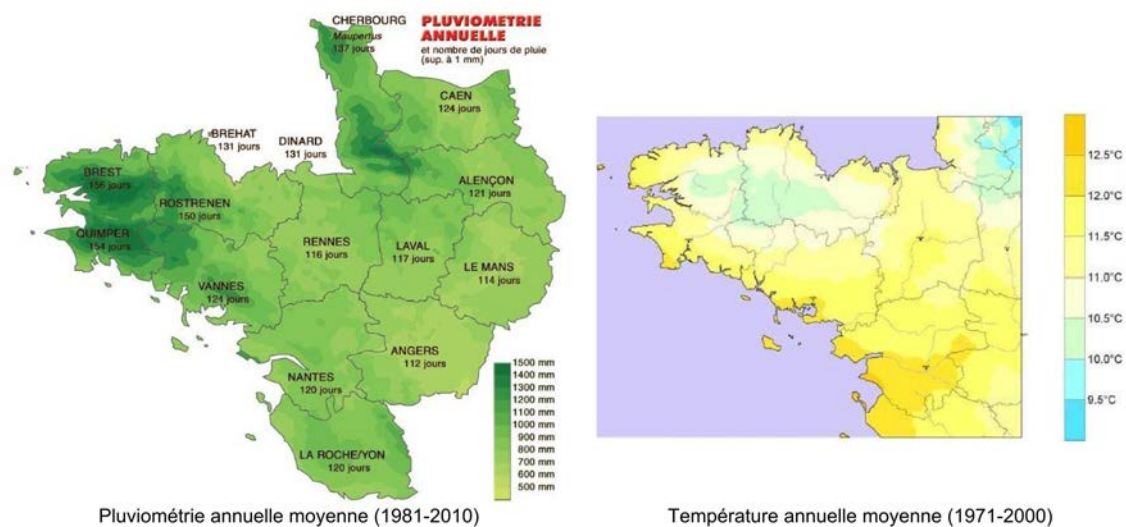 CHERBOURG
Maupertus
137 jours
PLUVIOMETRIE
ANNUELLE
et nombre de jours de pluie
(sup. à 1 mm)
CAEN
124 jours
BREHAT
131 jours
DINARD
131 jours
BREST
156 jours
ROSTRENEN
150 jours
ALENÇON
121 jours
QUIMPER
154 jours
RENNES
116 jours
LAVAL
117 jours
LE MANS
114 jours
VANNES
124 jours
ANGERS
112 jours
NANTES
120 jours
LA ROCHE/YON
120 jours
1500 mm
1400 mm
1300 mm
1200 mm
1100 mm
1000 mm
900 mm
800 mm
700 mm
600 mm
500 mm
12.5°C
12.0°C
11.5°C
11.0°C
10.5°C
10.0°C
9.5°C
Pluviométrie annuelle moyenne (1981-2010)
Température annuelle moyenne (1971-2000)